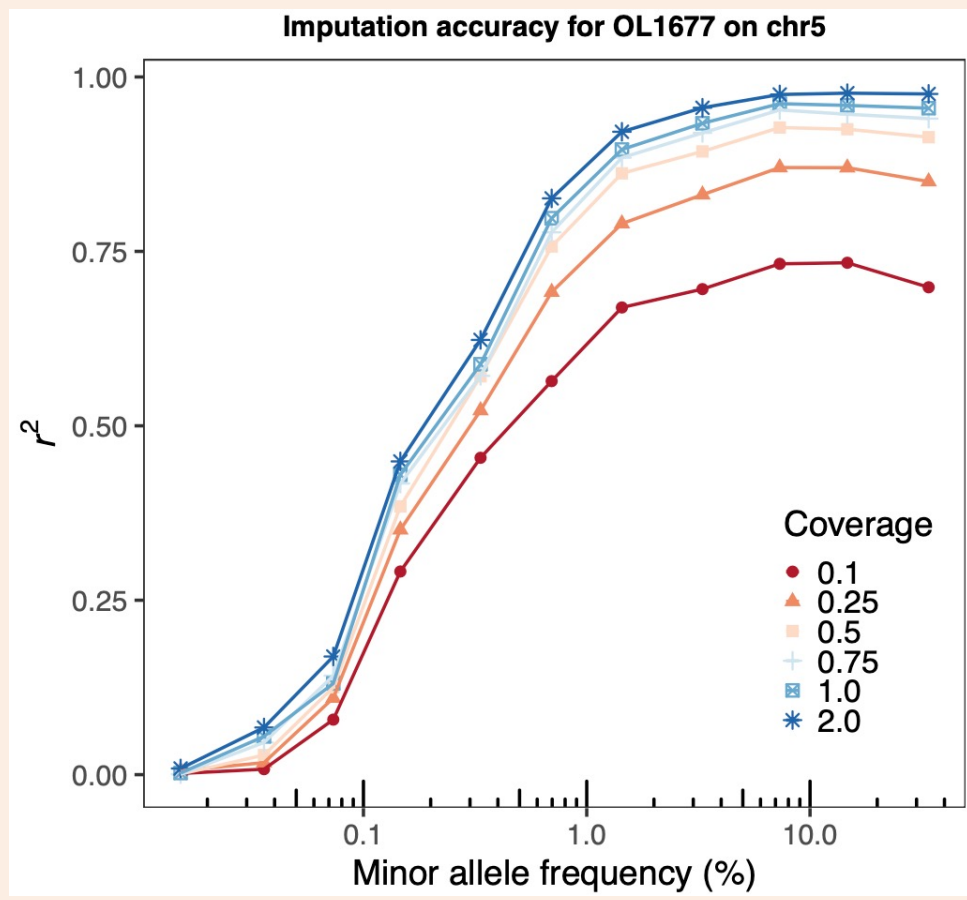 Imputation accuracy for OL1677 on chr5
1.00
0.75
0.50
0.25
0.00
r²
Coverage
0.1
0.25
0.5
0.75
1.0
2.0
0.1 1.0 10.0
Minor allele frequency (%)